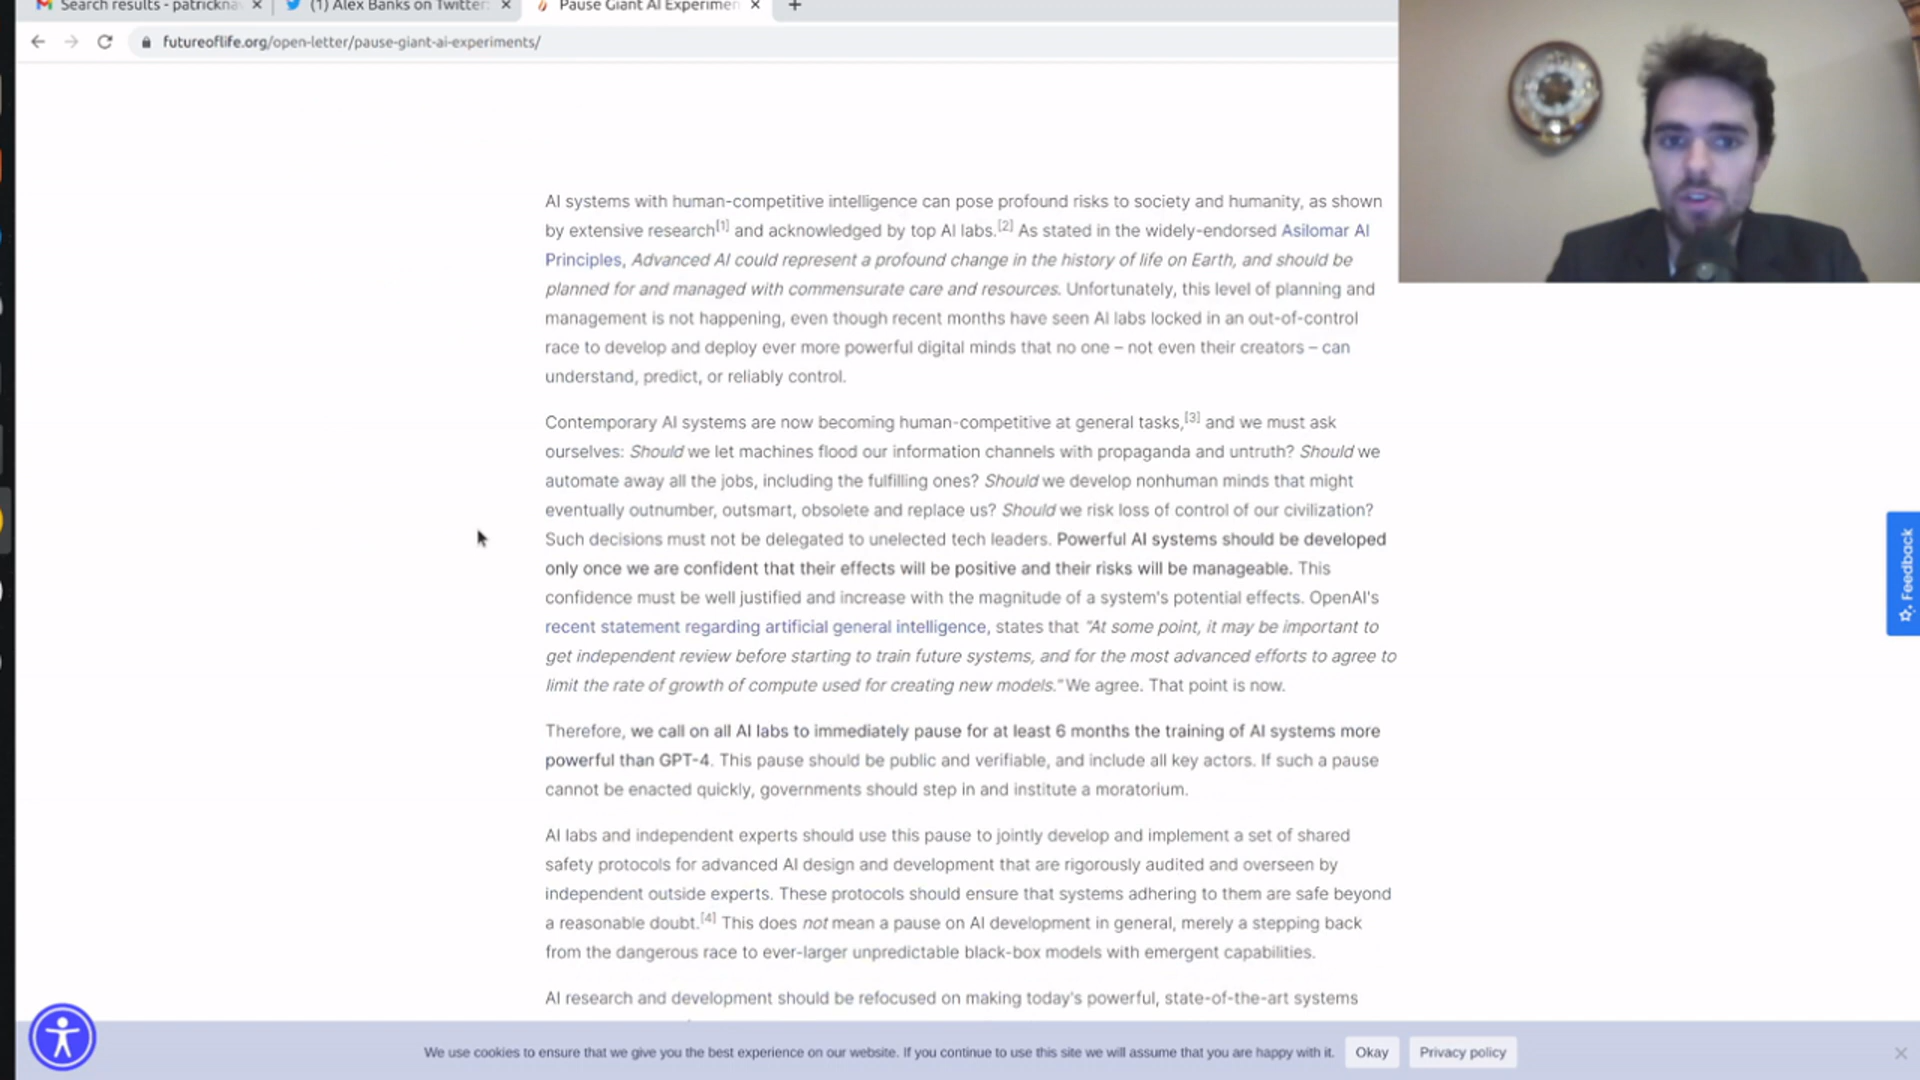 Search results - patrickna
(1) Alex Banks on Twitter:
Pause Giant AI Experimen
futureoflife.org/open-letter/pause-giant-ai-experiments/
AI systems with human-competitive intelligence can pose profound risks to society and humanity, as shown
by extensive research[1] and acknowledged by top AI labs.[2] As stated in the widely-endorsed Asilomar AI
Principles, Advanced AI could represent a profound change in the history of life on Earth, and should be
planned for and managed with commensurate care and resources. Unfortunately, this level of planning and
management is not happening, even though recent months have seen AI labs locked in an out-of-control
race to develop and deploy ever more powerful digital minds that no one – not even their creators – can
understand, predict, or reliably control.
Contemporary AI systems are now becoming human-competitive at general tasks,[3] and we must ask
ourselves: Should we let machines flood our information channels with propaganda and untruth? Should we
automate away all the jobs, including the fulfilling ones? Should we develop nonhuman minds that might
eventually outnumber, outsmart, obsolete and replace us? Should we risk loss of control of our civilization?
Such decisions must not be delegated to unelected tech leaders. Powerful AI systems should be developed
only once we are confident that their effects will be positive and their risks will be manageable. This
confidence must be well justified and increase with the magnitude of a system's potential effects. OpenAI's
recent statement regarding artificial general intelligence, states that "At some point, it may be important to
get independent review before starting to train future systems, and for the most advanced efforts to agree to
limit the rate of growth of compute used for creating new models." We agree. That point is now.
Therefore, we call on all AI labs to immediately pause for at least 6 months the training of AI systems more
powerful than GPT-4. This pause should be public and verifiable, and include all key actors. If such a pause
cannot be enacted quickly, governments should step in and institute a moratorium.
AI labs and independent experts should use this pause to jointly develop and implement a set of shared
safety protocols for advanced AI design and development that are rigorously audited and overseen by
independent outside experts. These protocols should ensure that systems adhering to them are safe beyond
a reasonable doubt.[4] This does not mean a pause on AI development in general, merely a stepping back
from the dangerous race to ever-larger unpredictable black-box models with emergent capabilities.
AI research and development should be refocused on making today's powerful, state-of-the-art systems
Feedback
We use cookies to ensure that we give you the best experience on our website. If you continue to use this site we will assume that you are happy with it.
Okay
Privacy policy